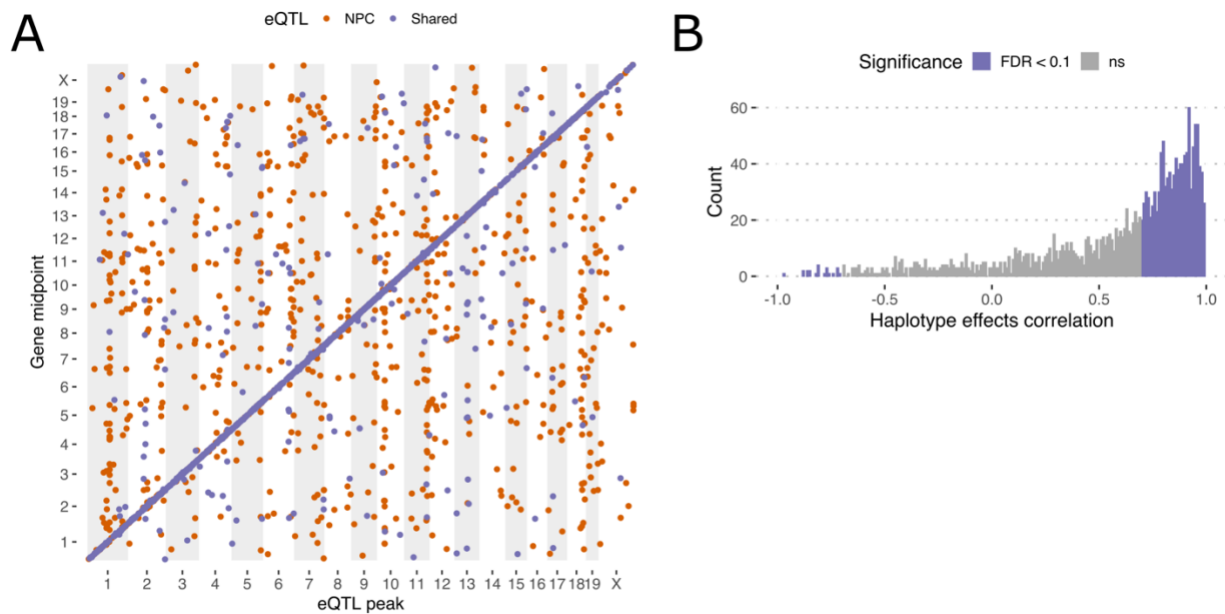 A
eQTL NPC Shared
X
19
18
17
16
15
14
13
12
11
10
9
8
7
6
5
4
3
2
1
Gene midpoint
1 2 3 4 5 6 7 8 9 10 11 12 13 14 15 16 17 18 19 X
eQTL peak
B
Significance FDR < 0.1 ns
60
40
20
0
Count
-1.0 -0.5 0.0 0.5 1.0
Haplotype effects correlation